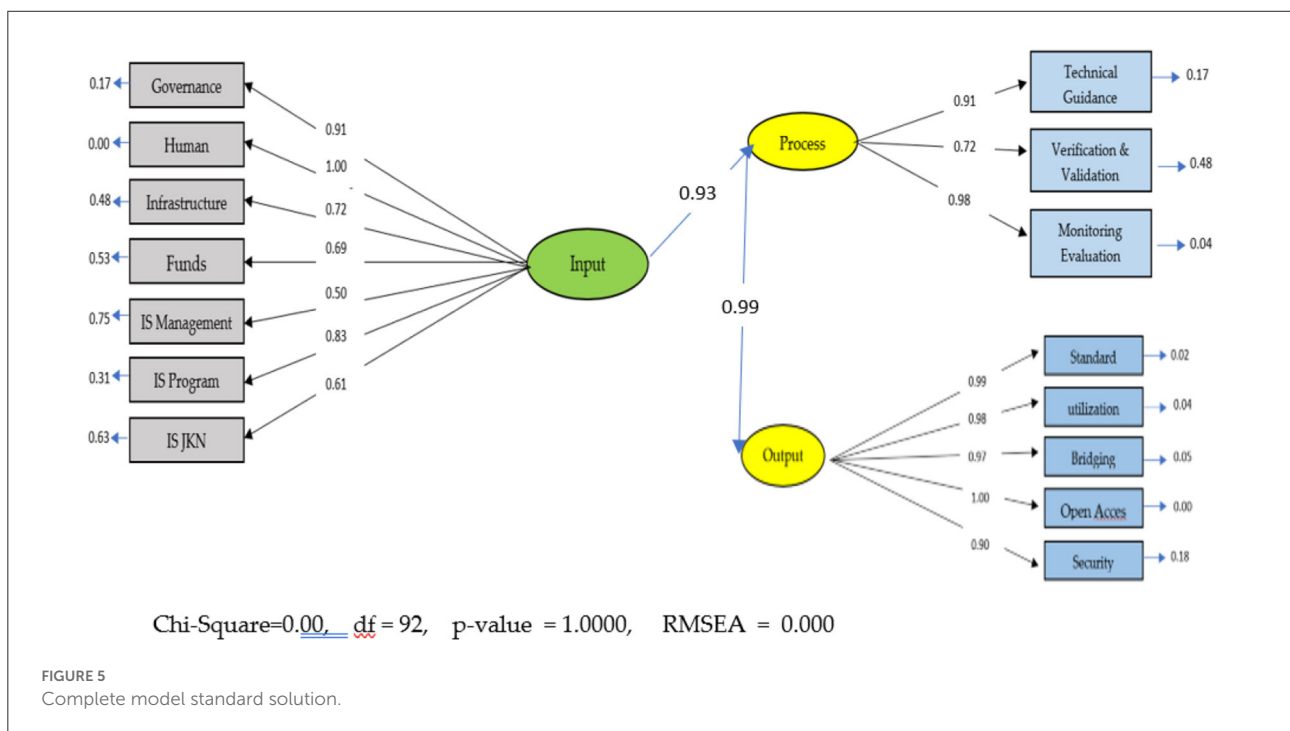 0.17
Governance
0.91
0.00
Human
1.00
0.48
Infrastructure
0.72
0.53
Funds
0.69
0.75
IS Management
0.50
0.31
IS Program
0.83
0.63
IS JKN
0.61
Input
0.93
Process
0.99
Output
0.91
Technical
Guidance
0.17
0.72
Verification &
Validation
0.48
0.98
Monitoring
Evaluation
0.04
0.99
Standard
0.02
0.98
utilization
0.04
0.97
Bridging
0.05
1.00
Open Acces
0.00
0.90
Security
0.18
Chi-Square=0.00, df = 92, p-value = 1.0000, RMSEA = 0.000
FIGURE 5
Complete model standard solution.